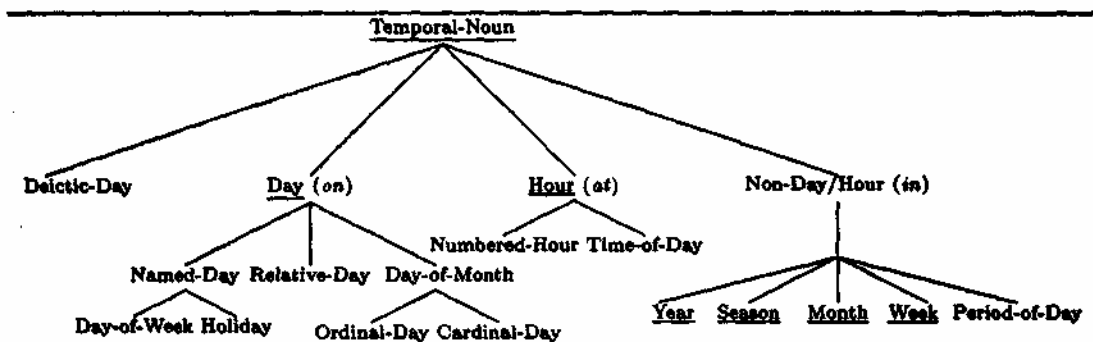 Temporal-Noun
Deictic-Day Day (on) Hour (at) Non-Day/Hour (in)
Numbered-Hour Time-of-Day
Named-Day Relative-Day Day-of-Month
Year Season Month Week Period-of-Day
Day-of-Week Holiday
Ordinal-Day Cardinal-Day